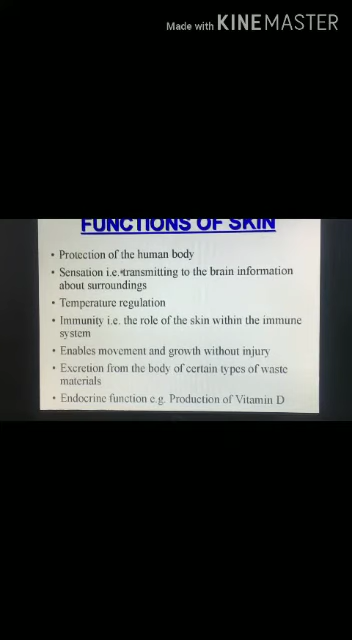 Made with KINEMASTER
FUNCTIONS OF SKIN
• Protection of the human body
• Sensation i.e. transmitting to the brain information
about surroundings
• Temperature regulation
• Immunity i.e. the role of the skin within the immune
system
• Enables movement and growth without injury
• Excretion from the body of certain types of waste
materials
• Endocrine function e.g. Production of Vitamin D